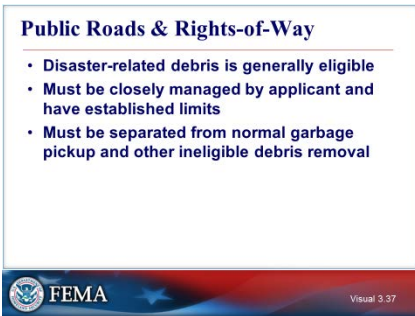 Public Roads & Rights-of-Way
• Disaster-related debris is generally eligible
• Must be closely managed by applicant and
have established limits
• Must be separated from normal garbage
pickup and other ineligible debris removal
FEMA
Visual 3.37